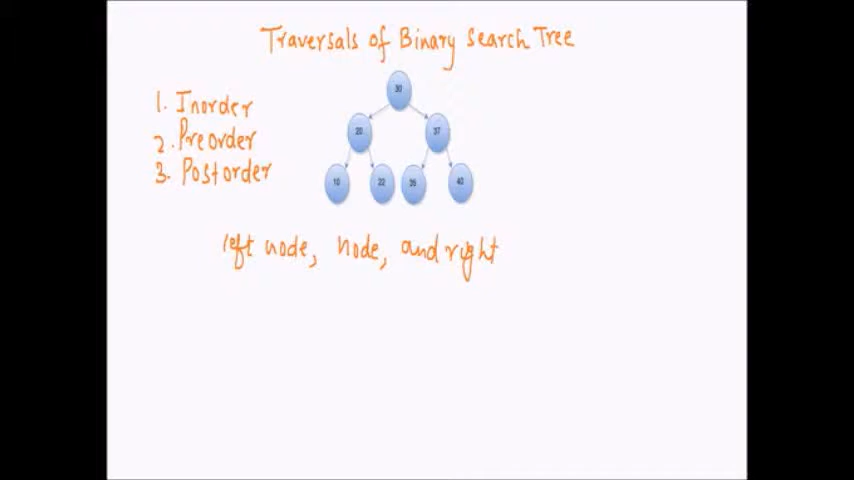 Traversals of Binary Search Tree
30
1. Inorder
20 37
2. Preorder
3. Postorder
10 22 40
left node, node, and right